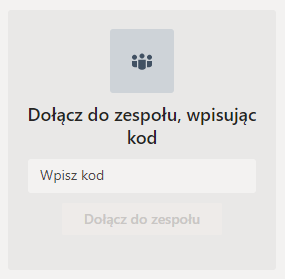 Dołącz do zespołu, wpisując
kod
Wpisz kod
Dołącz do zespołu